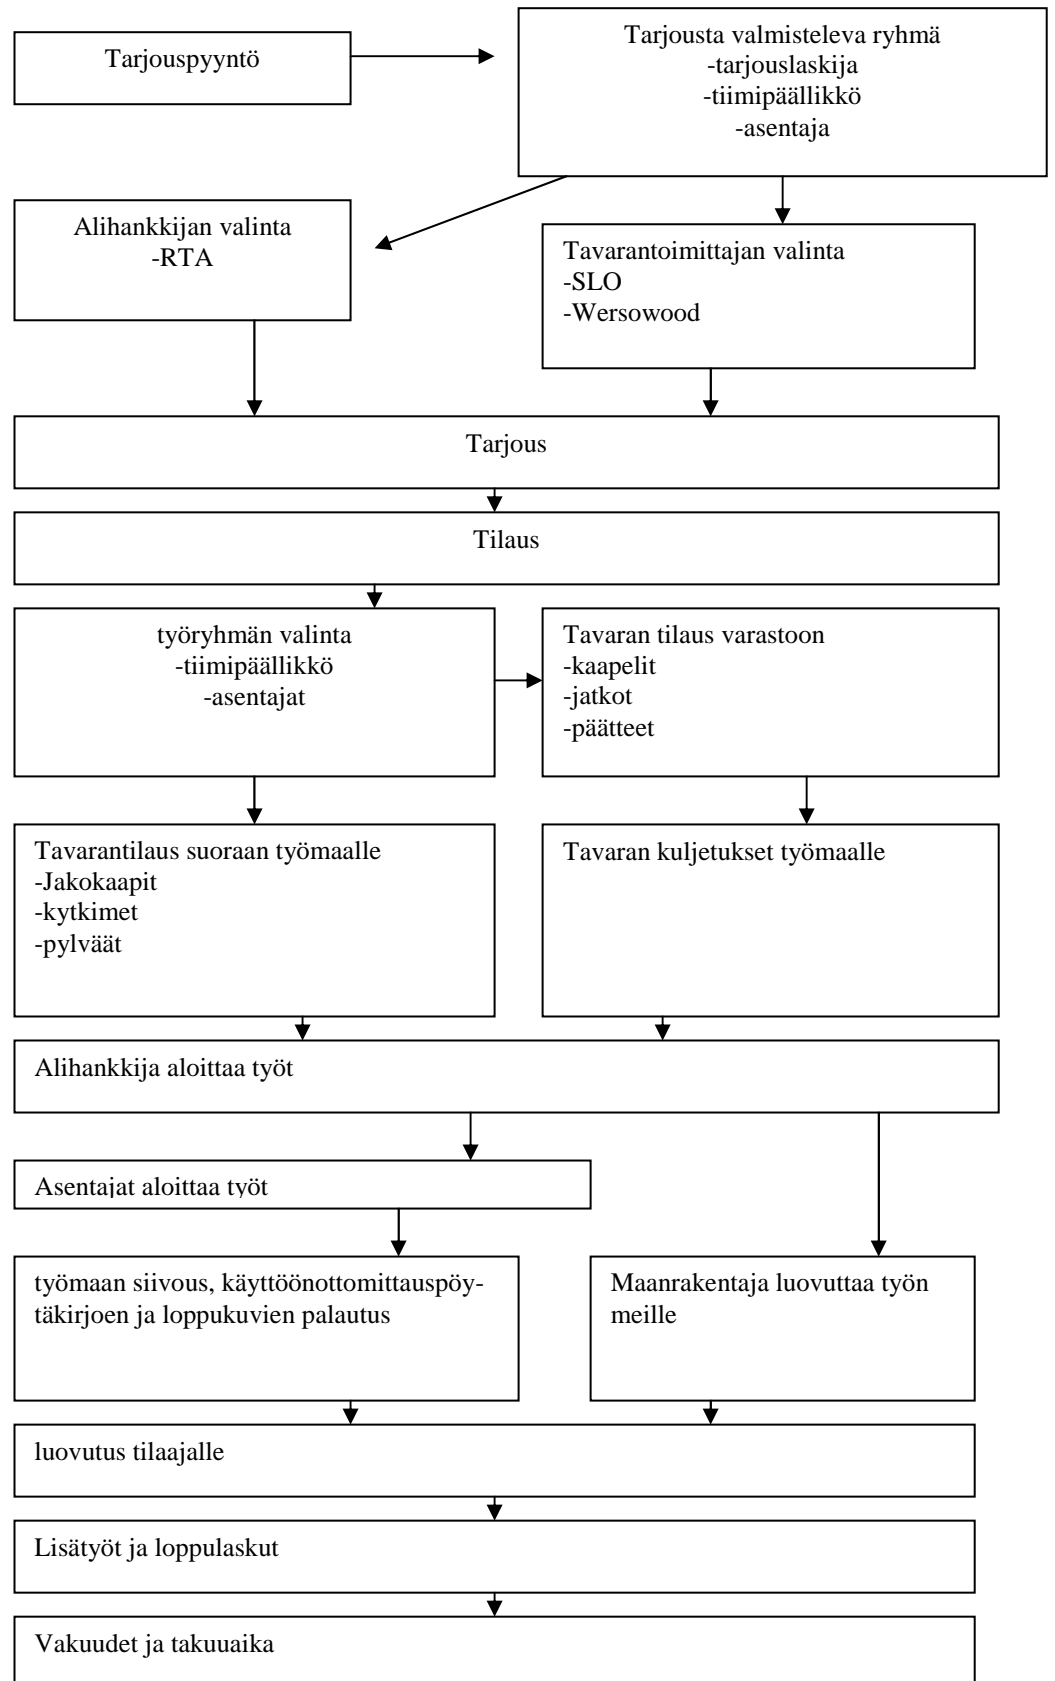 Tarjouspyyntö
Tarjousta valmisteleva ryhmä
-tarjouslaskija
-tiimipäällikkö
-asentaja
Alihankkijan valinta
-RTA
Tavarantoimittajan valinta
-SLO
-Wersowood
Tarjous
Tilaus
työryhmän valinta
-tiimipäällikkö
-asentajat
Tavaran tilaus varastoon
-kaapelit
-jatkot
-päätteet
Tavarantilaus suoraan työmaalle
-Jakokaapit
-kytkimet
-pylväät
Tavaran kuljetukset työmaalle
Alihankkija aloittaa työt
Asentajat aloittaa työt
työmaan siivous, käyttöönottomittauspöy-
täkirjoen ja loppukuvien palautus
Maanrakentaja luovuttaa työn
meille
luovutus tilaajalle
Lisätyöt ja loppulaskut
Vakuudet ja takuuaika